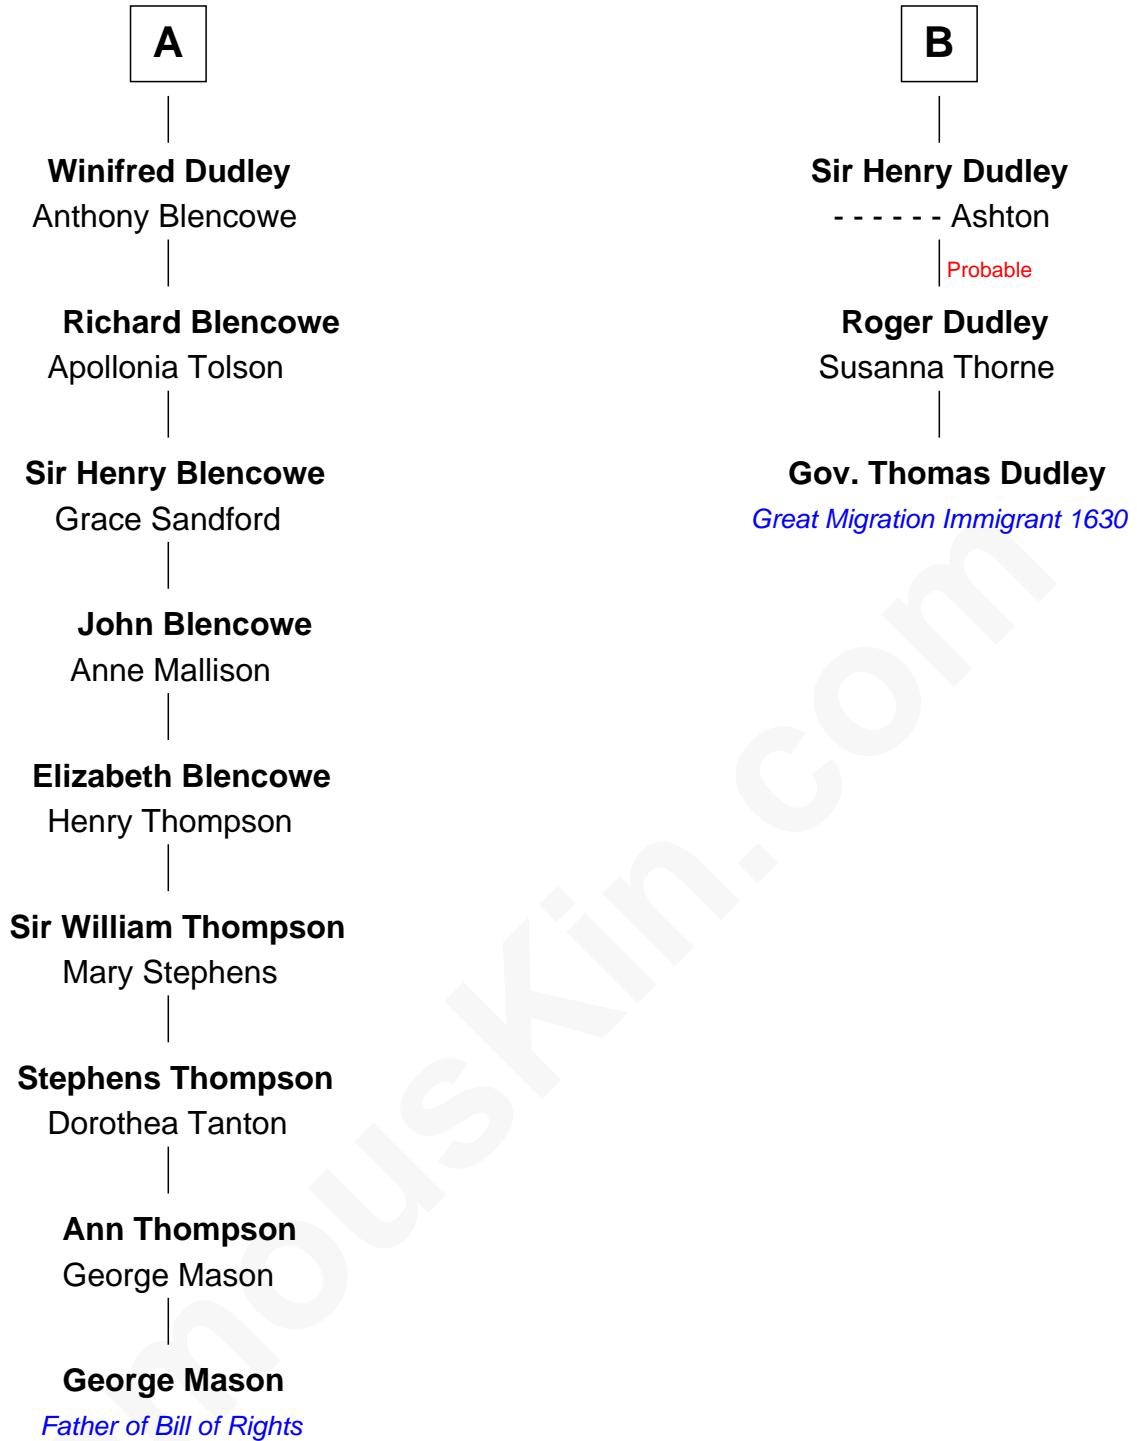 A
Winifred Dudley
Anthony Blencowe
Richard Blencowe
Apollonia Tolson
Sir Henry Blencowe
Grace Sandford
John Blencowe
Anne Mallison
Elizabeth Blencowe
Henry Thompson
Sir William Thompson
Mary Stephens
Stephens Thompson
Dorothea Tanton
Ann Thompson
George Mason
George Mason
Father of Bill of Rights
B
Sir Henry Dudley
- - - - - - Ashton
Probable
Roger Dudley
Susanna Thorne
Gov. Thomas Dudley
Great Migration Immigrant 1630
mouskin.com